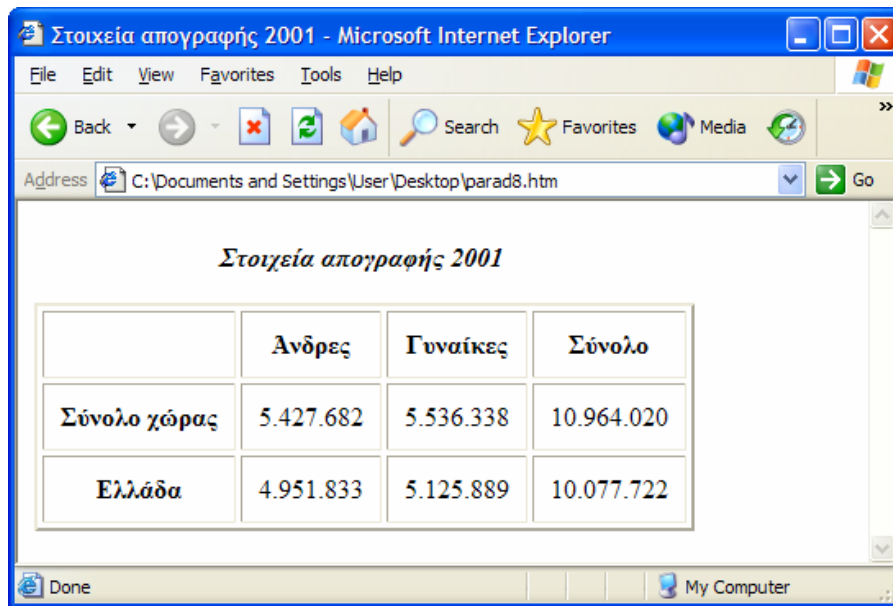 Στοιχεία απογραφής 2001 - Microsoft Internet Explorer
File Edit View Favorites Tools Help
Back Search Favorites Media »
Address C:\Documents and Settings\User\Desktop\parad8.htm Go
Στοιχεία απογραφής 2001
Άνδρες Γυναίκες Σύνολο
Σύνολο χώρας 5.427.682 5.536.338 10.964.020
Ελλάδα 4.951.833 5.125.889 10.077.722
Done My Computer